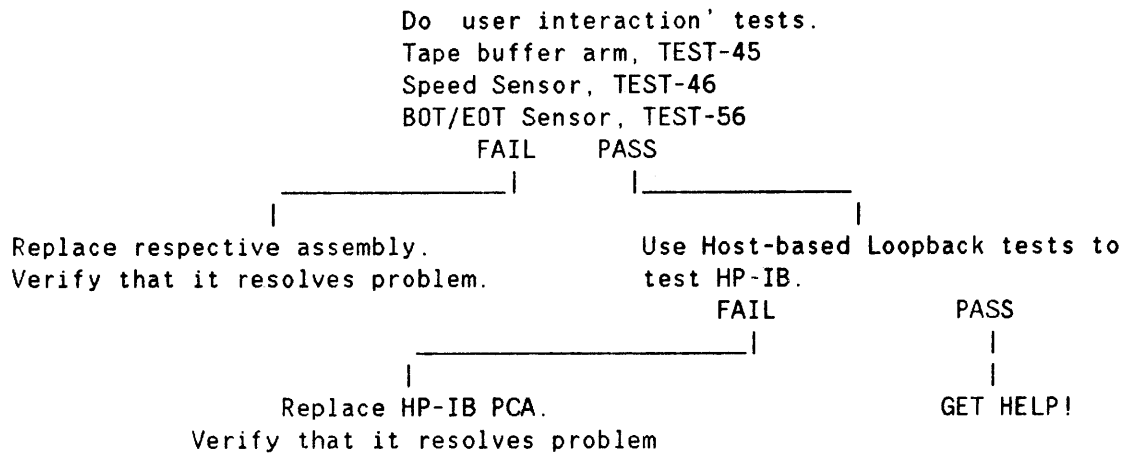 Do user interaction' tests.
Tape buffer arm, TEST-45
Speed Sensor, TEST-46
BOT/EOT Sensor, TEST-56
FAIL PASS
Replace respective assembly.
Verify that it resolves problem.
Use Host-based Loopback tests to
test HP-IB.
FAIL PASS
Replace HP-IB PCA.
Verify that it resolves problem
GET HELP!